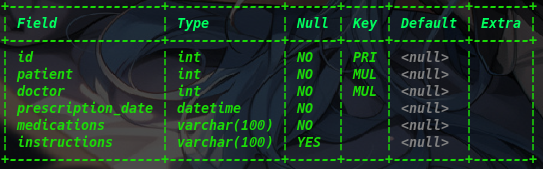 +-------------------+--------------+------+-----+---------+-------+
| Field             | Type         | Null | Key | Default | Extra |
+-------------------+--------------+------+-----+---------+-------+
| id                | int          | NO   | PRI | <null>  |       |
| patient           | int          | NO   | MUL | <null>  |       |
| doctor            | int          | NO   | MUL | <null>  |       |
| prescription_date | datetime     | NO   |     | <null>  |       |
| medications       | varchar(100) | NO   |     | <null>  |       |
| instructions      | varchar(100) | YES  |     | <null>  |       |
+-------------------+--------------+------+-----+---------+-------+